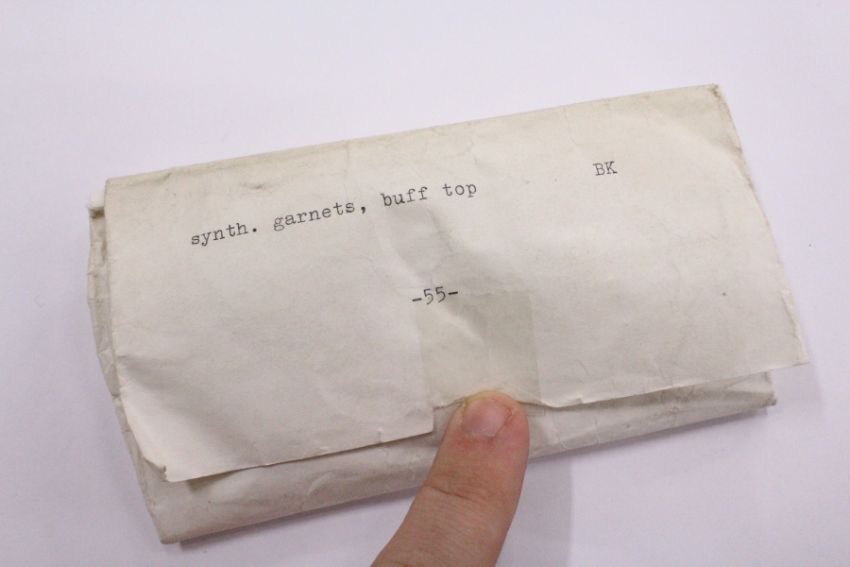 BK
synth. garnets, buff top
-55-